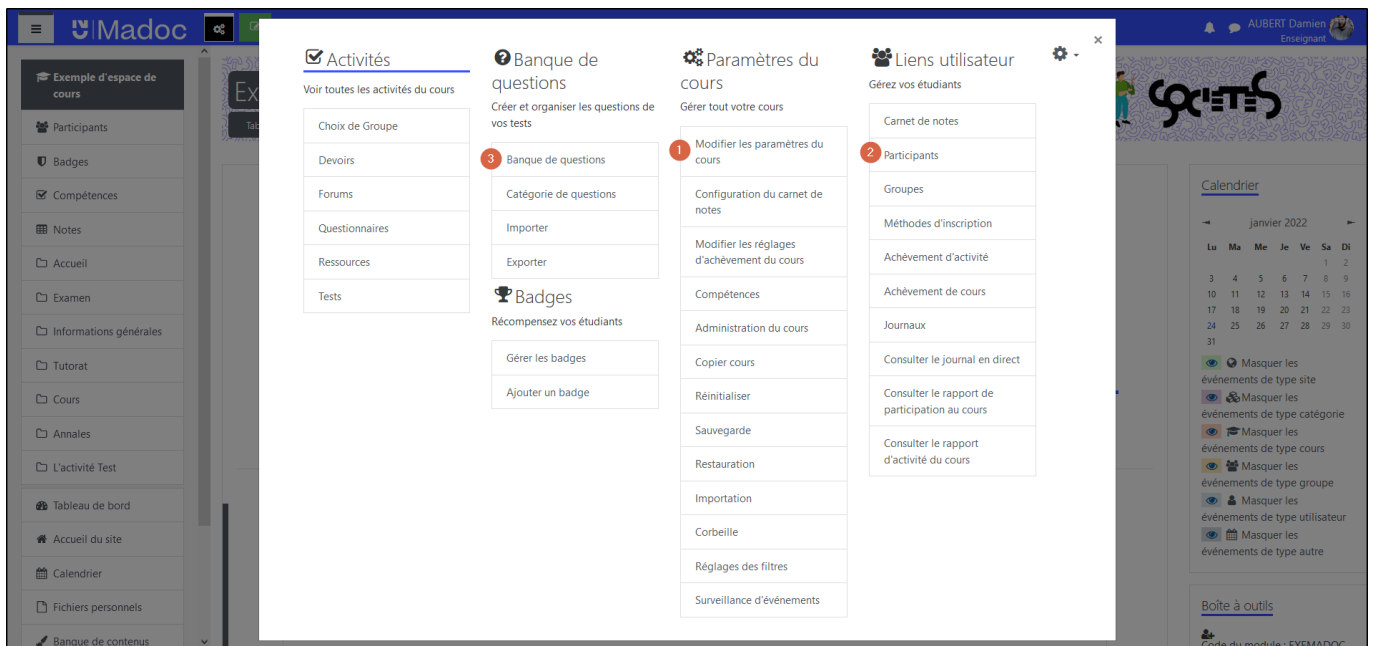 Madoc
AUBERT Damien
Enseignant
Exemple d'espace de
cours
Participants
Badges
Compétences
Notes
Accueil
Examen
Informations générales
Tutorat
Cours
Annales
L'activité Test
Tableau de bord
Accueil du site
Calendrier
Fichiers personnels
Banque de contenus
Ex
Tab
Activités
Voir toutes les activités du cours
Choix de Groupe
Devoirs
Forums
Questionnaires
Ressources
Tests
Banque de
questions
Créer et organiser les questions de
vos tests
3 Banque de questions
Catégorie de questions
Importer
Exporter
Badges
Récompensez vos étudiants
Gérer les badges
Ajouter un badge
Paramètres du
cours
Gérer tout votre cours
1 Modifier les paramètres du
cours
Configuration du carnet de
notes
Modifier les réglages
d'achèvement du cours
Compétences
Administration du cours
Copier cours
Réinitialiser
Sauvegarde
Restauration
Importation
Corbeille
Réglages des filtres
Surveillance d'événements
Liens utilisateur
Gérez vos étudiants
Carnet de notes
2 Participants
Groupes
Méthodes d'inscription
Achèvement d'activité
Achèvement de cours
Journaux
Consulter le journal en direct
Consulter le rapport de
participation au cours
Consulter le rapport
d'activité du cours
×
SOCIETES
Calendrier
◄ janvier 2022 ►
Lu Ma Me Je Ve Sa Di
1 2
3 4 5 6 7 8 9
10 11 12 13 14 15 16
17 18 19 20 21 22 23
24 25 26 27 28 29 30
31
Masquer les
événements de type site
Masquer les
événements de type catégorie
Masquer les
événements de type cours
Masquer les
événements de type groupe
Masquer les
événements de type utilisateur
Masquer les
événements de type autre
Boîte à outils
Code du module : EXEMADOC